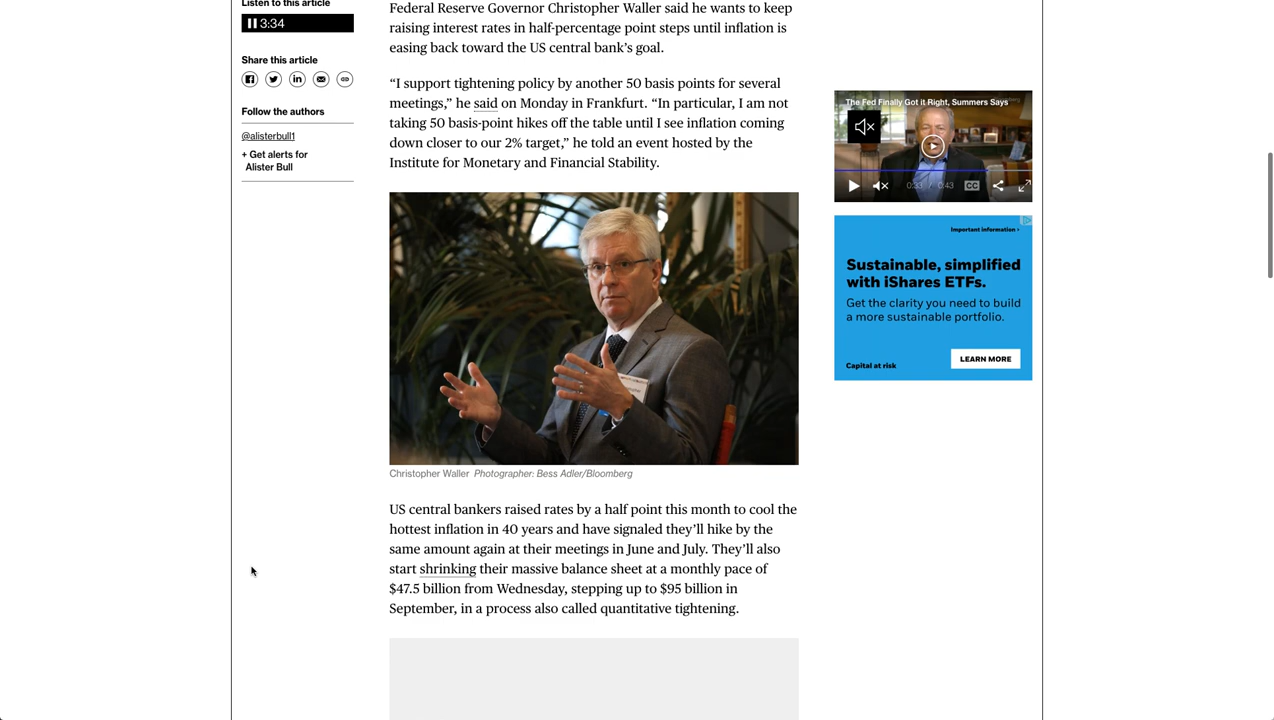 Listen to this article
3:34
Share this article
Follow the authors
@alisterbull1
+ Get alerts for
Alister Bull
Federal Reserve Governor Christopher Waller said he wants to keep
raising interest rates in half-percentage point steps until inflation is
easing back toward the US central bank’s goal.
“I support tightening policy by another 50 basis points for several
meetings,” he said on Monday in Frankfurt. “In particular, I am not
taking 50 basis-point hikes off the table until I see inflation coming
down closer to our 2% target,” he told an event hosted by the
Institute for Monetary and Financial Stability.
Christopher Waller Photographer: Bess Adler/Bloomberg
US central bankers raised rates by a half point this month to cool the
hottest inflation in 40 years and have signaled they’ll hike by the
same amount again at their meetings in June and July. They’ll also
start shrinking their massive balance sheet at a monthly pace of
$47.5 billion from Wednesday, stepping up to $95 billion in
September, in a process also called quantitative tightening.
The Fed Finally Got it Right, Summers Says
0:33 / 0:43 CC
Important information ›
Sustainable, simplified
with iShares ETFs.
Get the clarity you need to build
a more sustainable portfolio.
Capital at risk
LEARN MORE